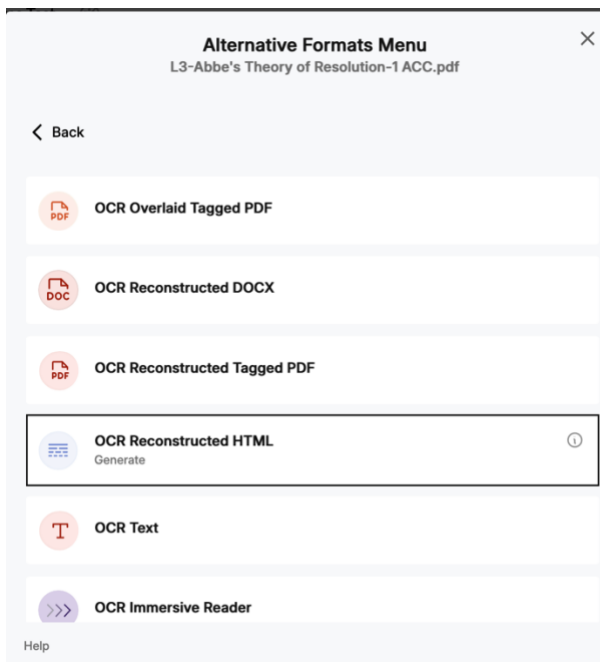 Alternative Formats Menu
L3-Abbe's Theory of Resolution-1 ACC.pdf
Back
PDF
OCR Overlaid Tagged PDF
DOC
OCR Reconstructed DOCX
PDF
OCR Reconstructed Tagged PDF
OCR Reconstructed HTML
Generate
T
OCR Text
OCR Immersive Reader
Help